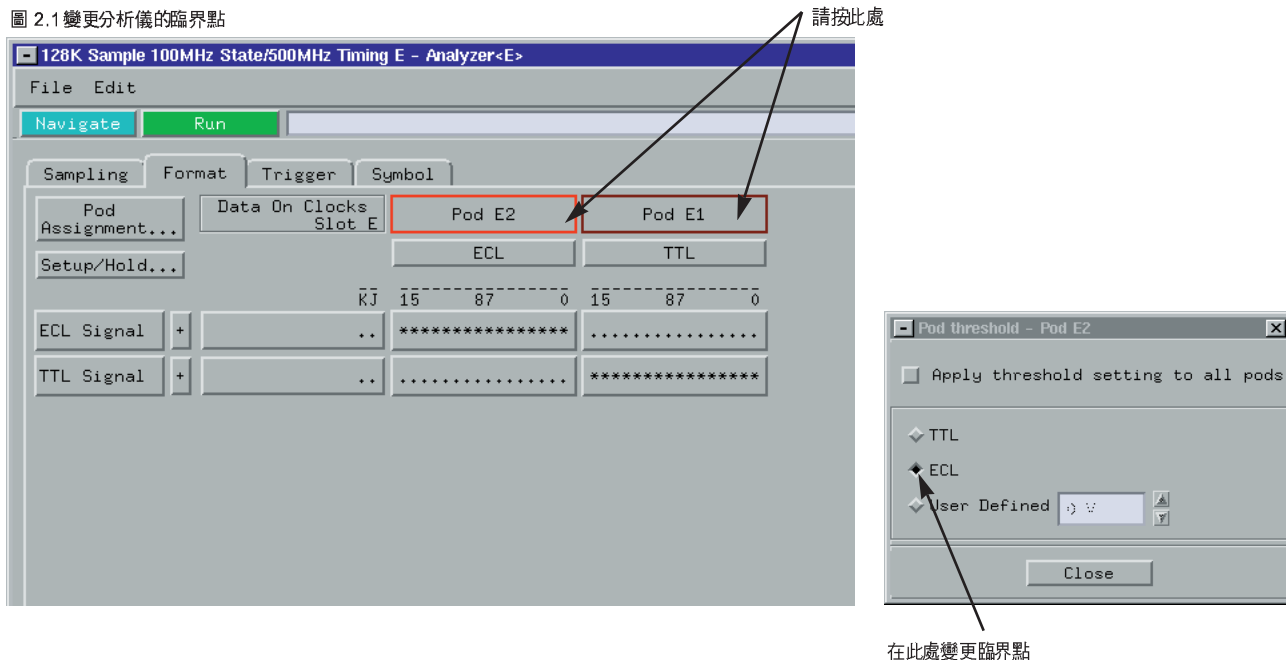 圖 2.1 變更分析儀的臨界點
請按此處
128K Sample 100MHz State/500MHz Timing E - Analyzer<E>
File Edit
Navigate Run
Sampling Format Trigger Symbol
Pod Assignment...
Data On Clocks
Slot E
Pod E2 Pod E1
ECL TTL
Setup/Hold...
KJ 15 87 0 15 87 0
ECL Signal + .. **************** ................
TTL Signal + .. ................ ****************
Pod threshold - Pod E2
Apply threshold setting to all pods
TTL
ECL
User Defined
Close
在此處變更臨界點